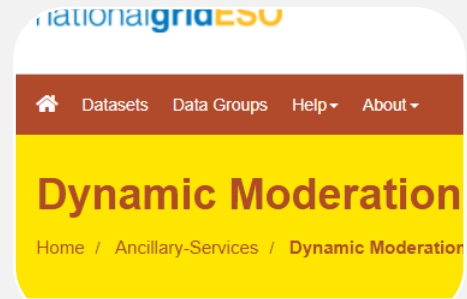 nationalgridESO
Datasets Data Groups Help About
Dynamic Moderation
Home / Ancillary-Services / Dynamic Moderation